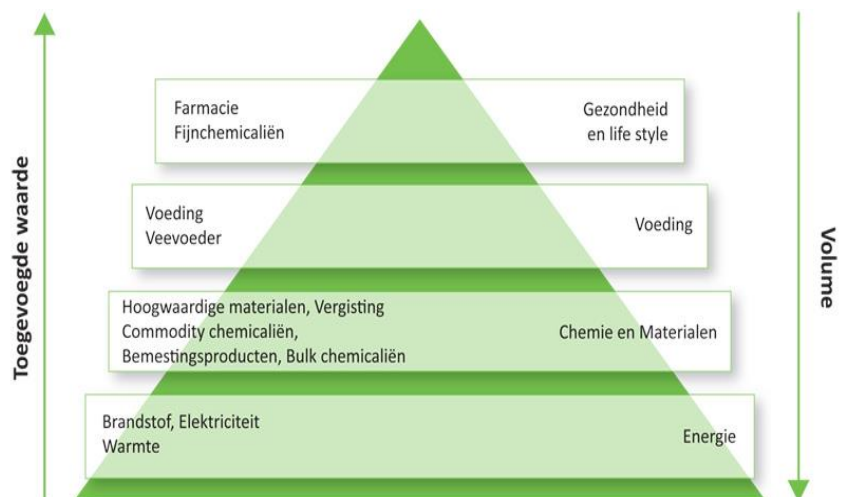 Toegevoegde waarde
Farmacie
Fijnchemicaliën
Gezondheid
en life style
Voeding
Veevoeder
Voeding
Hoogwaardige materialen, Vergisting
Commodity chemicaliën,
Bemestingsproducten, Bulk chemicaliën
Chemie en Materialen
Brandstof, Elektriciteit
Warmte
Energie
Volume